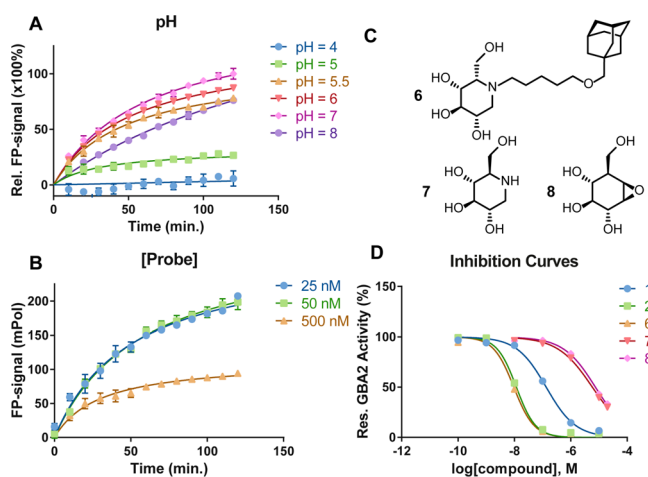 A
pH
Rel. FP-signal (x100%)
100
50
0
0
50
100
150
Time (min.)
pH = 4
pH = 5
pH = 5.5
pH = 6
pH = 7
pH = 8
B
[Probe]
FP-signal (mPol)
200
150
100
50
0
0
50
100
150
Time (min.)
25 nM
50 nM
500 nM
C
OH
HO
N
O
HO
OH
6
OH
HO
NH
HO
OH
7
OH
HO
O
HO
OH
8
D
Inhibition Curves
Res. GBA2 Activity (%)
150
100
50
0
-12
-10
-8
-6
-4
log[compound], M
6
7
8